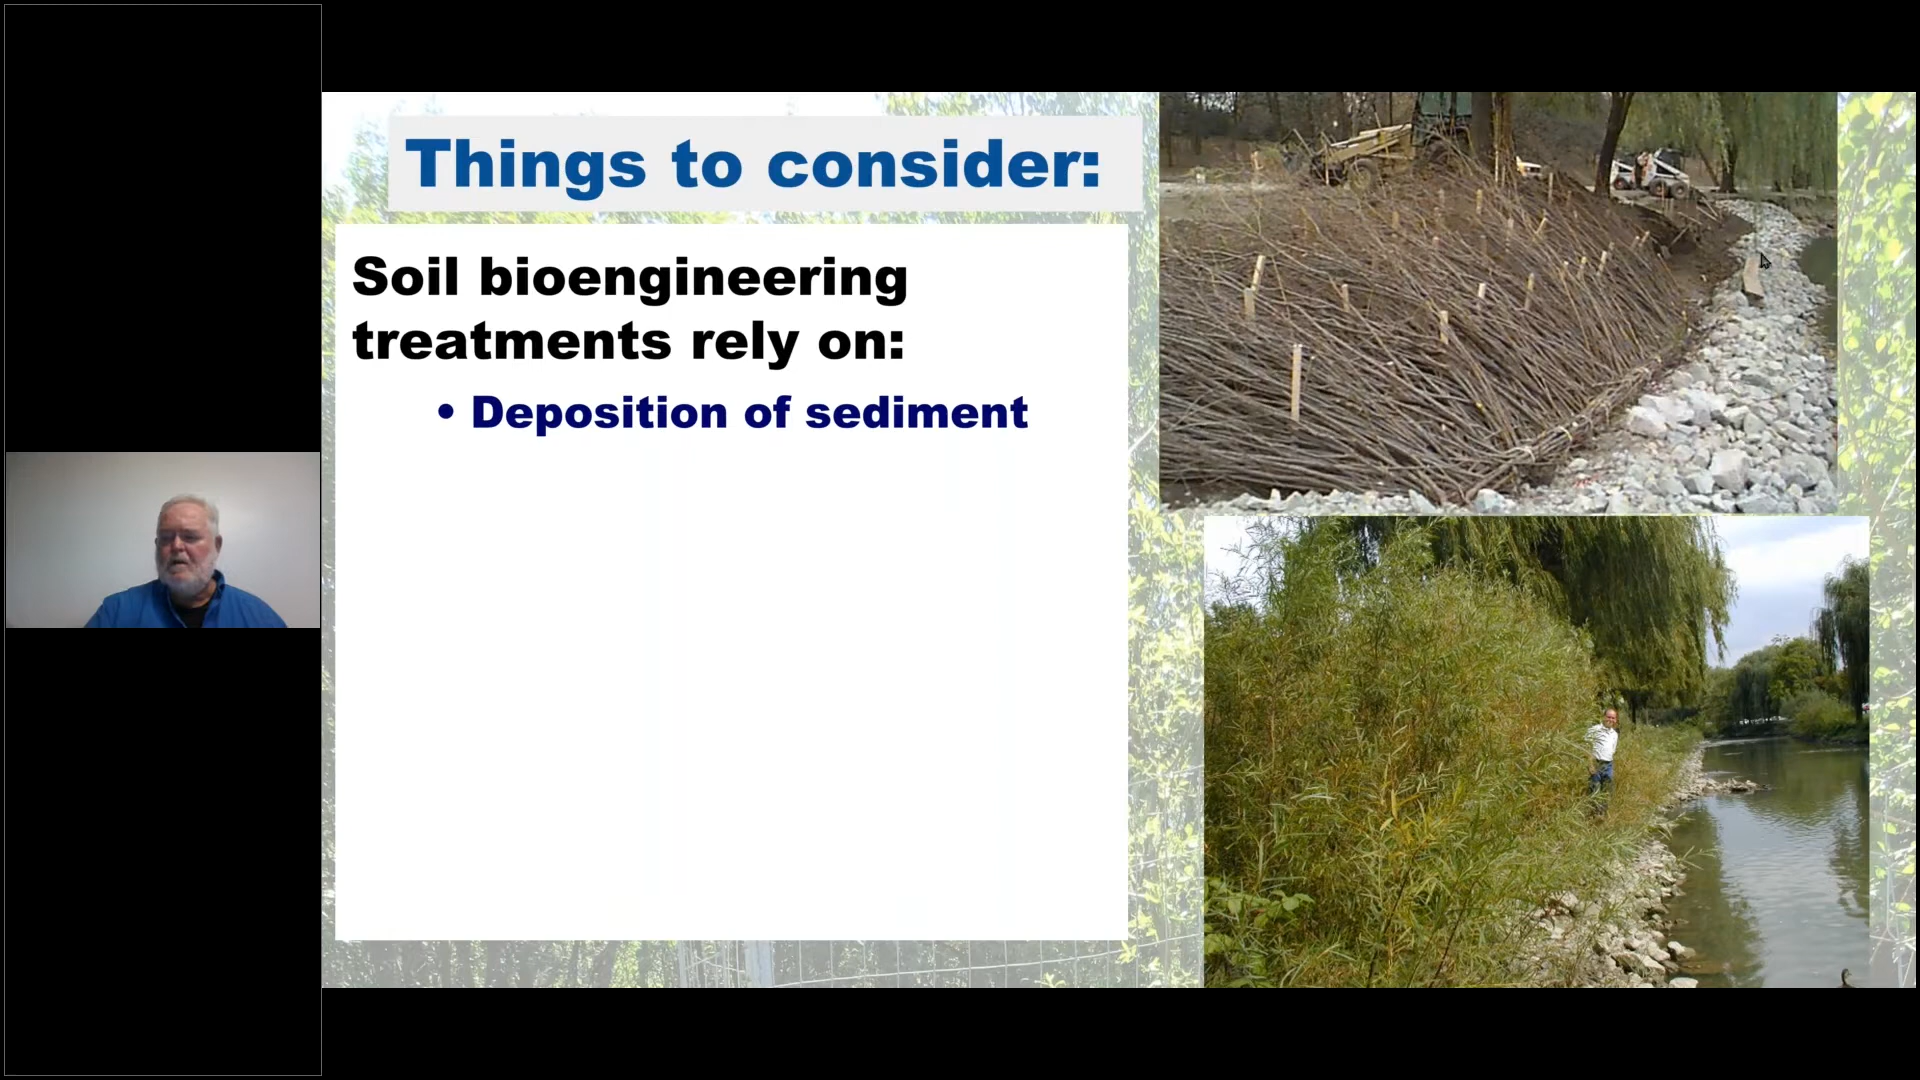 Things to consider:
Soil bioengineering
treatments rely on:
• Deposition of sediment